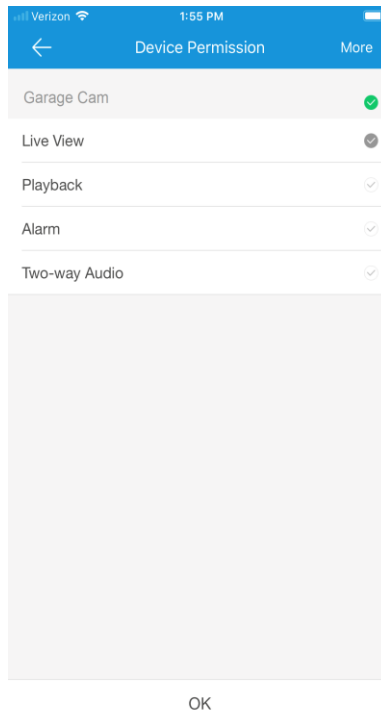 Verizon 1:55 PM
Device Permission More
Garage Cam
Live View
Playback
Alarm
Two-way Audio
OK